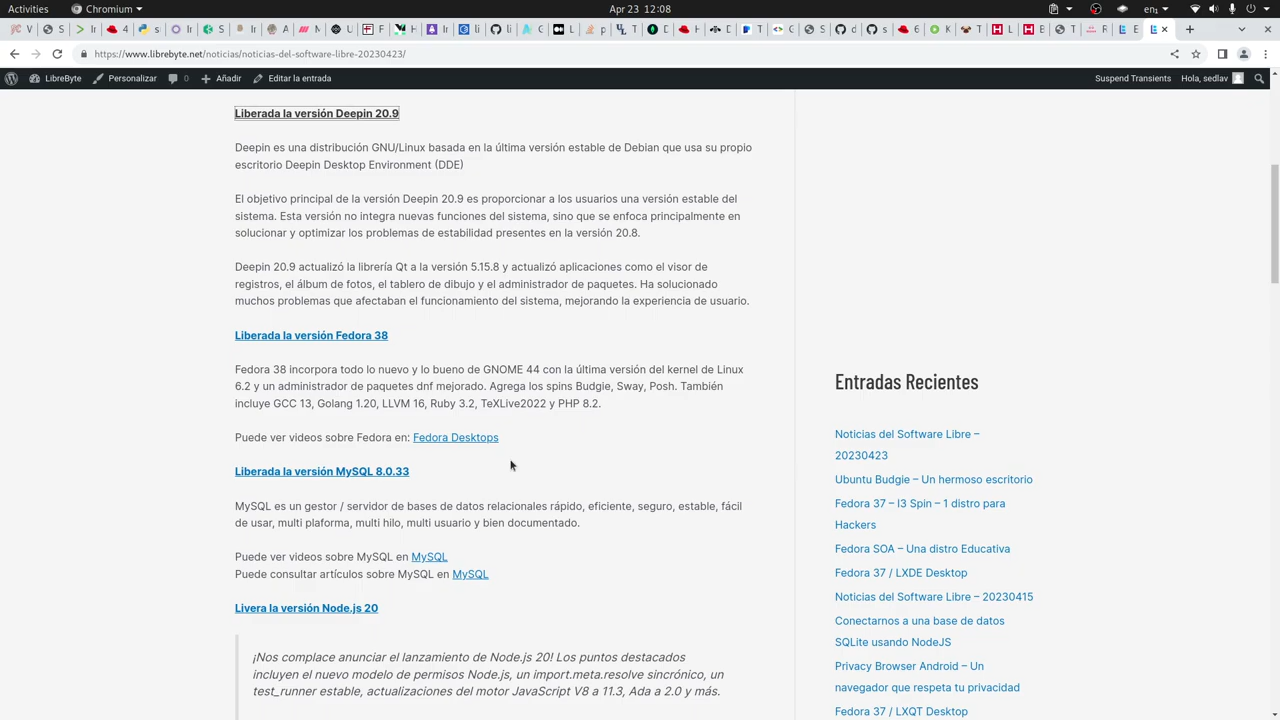 Activities
Chromium
Apr 23  12:08
en
https://www.librebyte.net/noticias/noticias-del-software-libre-20230423/
LibreByte
Personalizar
0
Añadir
Editar la entrada
Suspend Transients
Hola, sedlav
Liberada la versión Deepin 20.9
Deepin es una distribución GNU/Linux basada en la última versión estable de Debian que usa su propio
escritorio Deepin Desktop Environment (DDE)
El objetivo principal de la versión Deepin 20.9 es proporcionar a los usuarios una versión estable del
sistema. Esta versión no integra nuevas funciones del sistema, sino que se enfoca principalmente en
solucionar y optimizar los problemas de estabilidad presentes en la versión 20.8.
Deepin 20.9 actualizó la librería Qt a la versión 5.15.8 y actualizó aplicaciones como el visor de
registros, el álbum de fotos, el tablero de dibujo y el administrador de paquetes. Ha solucionado
muchos problemas que afectaban el funcionamiento del sistema, mejorando la experiencia de usuario.
Liberada la versión Fedora 38
Fedora 38 incorpora todo lo nuevo y lo bueno de GNOME 44 con la última versión del kernel de Linux
6.2 y un administrador de paquetes dnf mejorado. Agrega los spins Budgie, Sway, Posh. También
incluye GCC 13, Golang 1.20, LLVM 16, Ruby 3.2, TeXLive2022 y PHP 8.2.
Puede ver videos sobre Fedora en: Fedora Desktops
Liberada la versión MySQL 8.0.33
MySQL es un gestor / servidor de bases de datos relacionales rápido, eficiente, seguro, estable, fácil
de usar, multi plaforma, multi hilo, multi usuario y bien documentado.
Puede ver videos sobre MySQL en MySQL
Puede consultar artículos sobre MySQL en MySQL
Livera la versión Node.js 20
¡Nos complace anunciar el lanzamiento de Node.js 20! Los puntos destacados
incluyen el nuevo modelo de permisos Node.js, un import.meta.resolve sincrónico, un
test_runner estable, actualizaciones del motor JavaScript V8 a 11.3, Ada a 2.0 y más.
Entradas Recientes
Noticias del Software Libre –
20230423
Ubuntu Budgie – Un hermoso escritorio
Fedora 37 – I3 Spin – 1 distro para
Hackers
Fedora SOA – Una distro Educativa
Fedora 37 / LXDE Desktop
Noticias del Software Libre – 20230415
Conectarnos a una base de datos
SQLite usando NodeJS
Privacy Browser Android – Un
navegador que respeta tu privacidad
Fedora 37 / LXQT Desktop